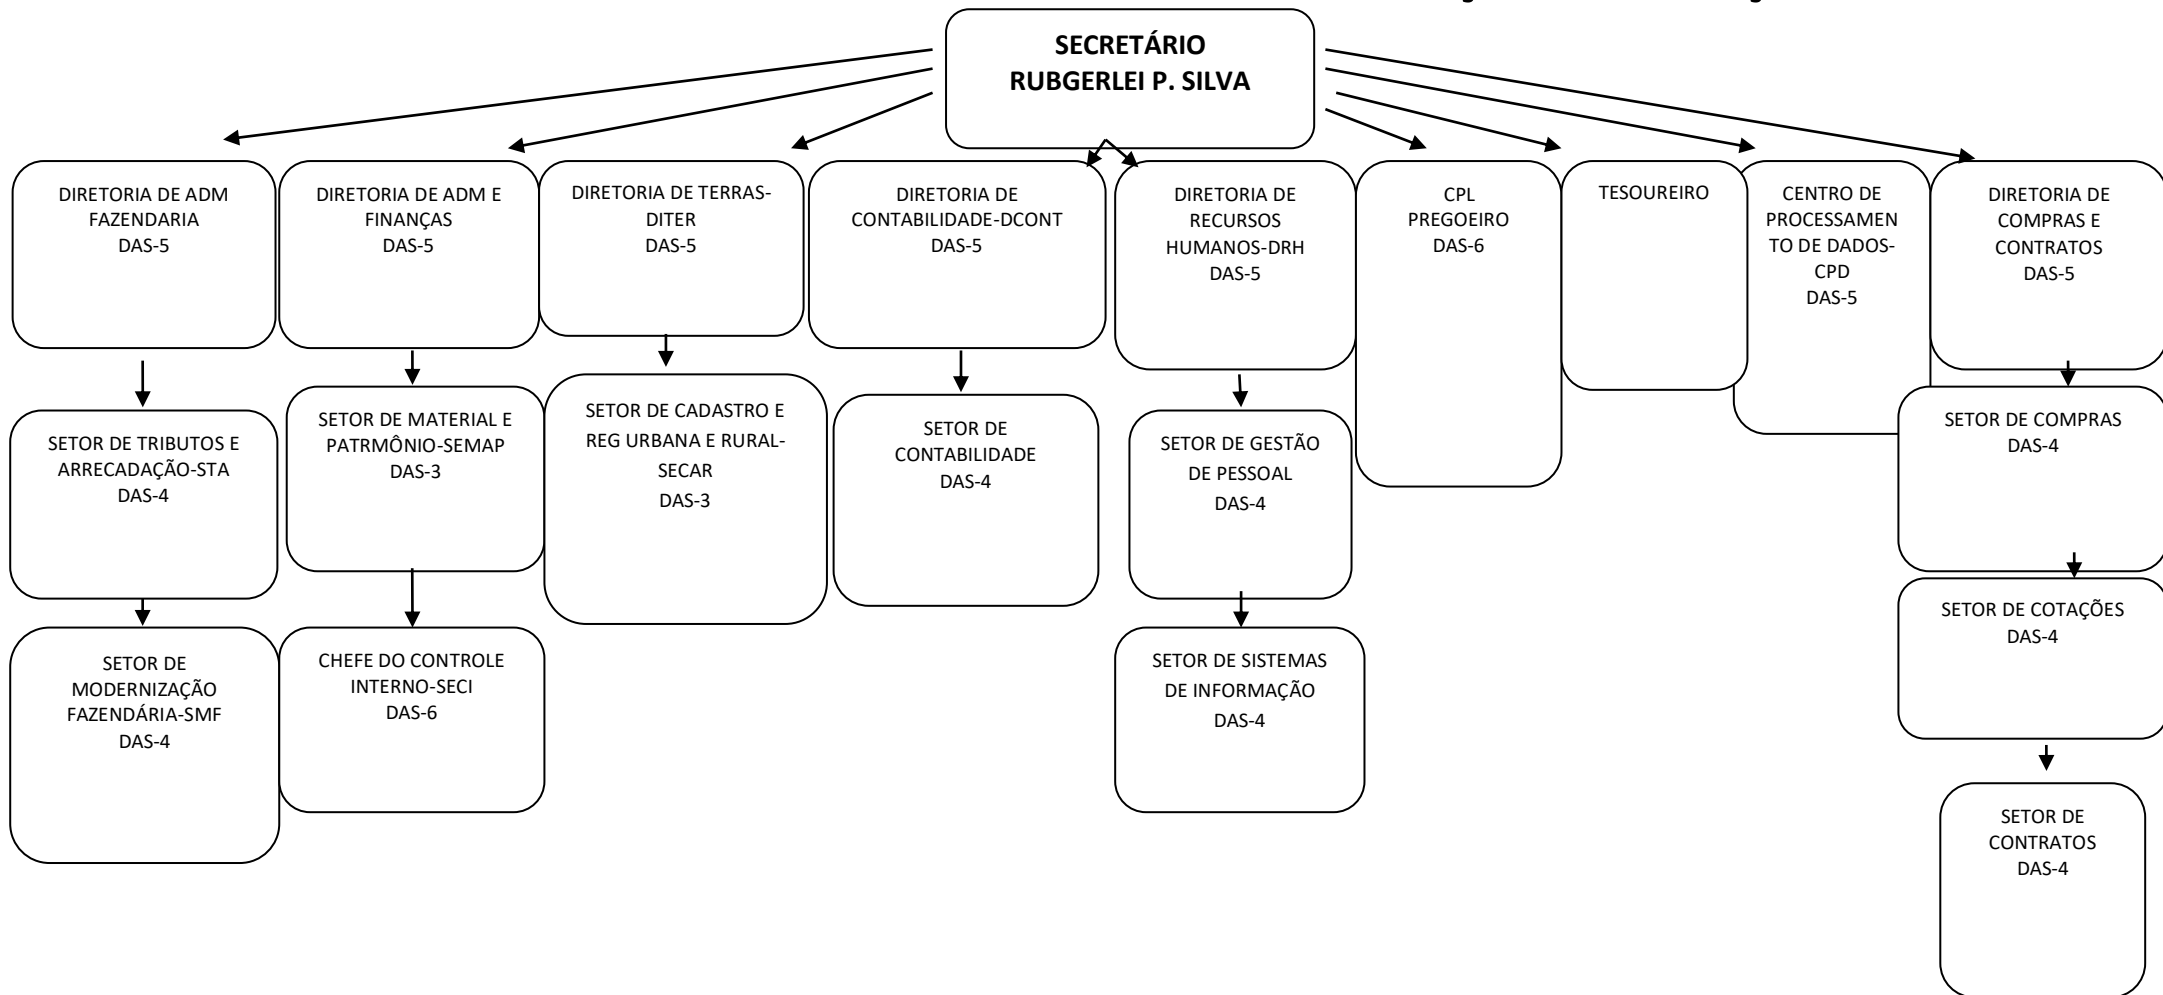 SECRETÁRIO
RUBGERLEI P. SILVA
DIRETORIA DE ADM
FAZENDARIA
DAS-5
DIRETORIA DE ADM E
FINANÇAS
DAS-5
DIRETORIA DE TERRAS-
DITER
DAS-5
DIRETORIA DE
CONTABILIDADE-DCONT
DAS-5
DIRETORIA DE
RECURSOS
HUMANOS-DRH
DAS-5
CPL
PREGOEIRO
DAS-6
TESOUREIRO
CENTRO DE
PROCESSAMEN
TO DE DADOS-
CPD
DAS-5
DIRETORIA DE
COMPRAS E
CONTRATOS
DAS-5
SETOR DE TRIBUTOS E
ARRECADAÇÃO-STA
DAS-4
SETOR DE MATERIAL E
PATRMÔNIO-SEMAP
DAS-3
SETOR DE CADASTRO E
REG URBANA E RURAL-
SECAR
DAS-3
SETOR DE
CONTABILIDADE
DAS-4
SETOR DE GESTÃO
DE PESSOAL
DAS-4
SETOR DE COMPRAS
DAS-4
SETOR DE MODERNIZAÇÃO
FAZENDÁRIA-SMF
DAS-4
CHEFE DO CONTROLE
INTERNO-SECI
DAS-6
SETOR DE SISTEMAS
DE INFORMAÇÃO
DAS-4
SETOR DE COTAÇÕES
DAS-4
SETOR DE
CONTRATOS
DAS-4